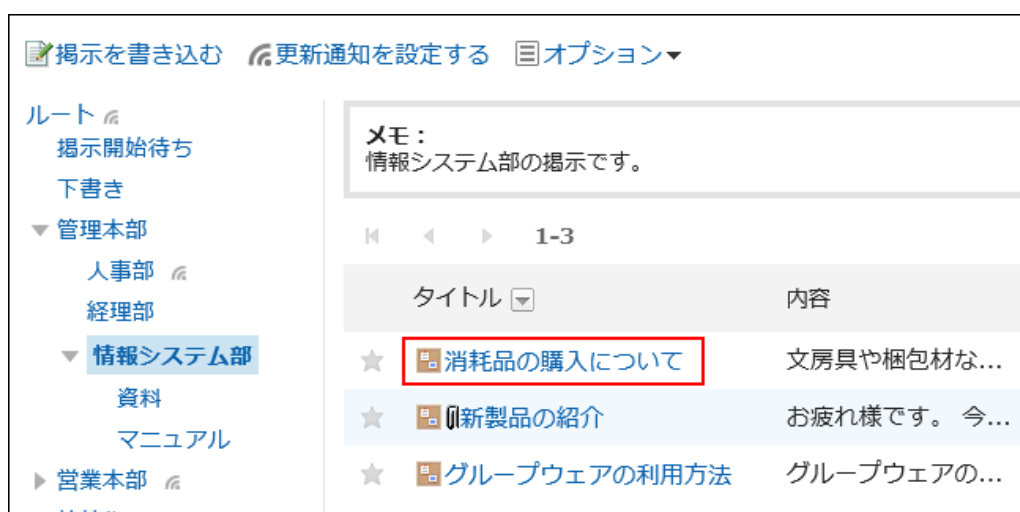 掲示を書き込む 更新通知を設定する オプション
ルート
掲示開始待ち
下書き
管理本部
人事部
経理部
情報システム部
資料
マニュアル
営業本部
メモ：
情報システム部の掲示です。
1-3
タイトル 内容
消耗品の購入について 文房具や梱包材な...
新製品の紹介 お疲れ様です。 今...
グループウェアの利用方法 グループウェアの...